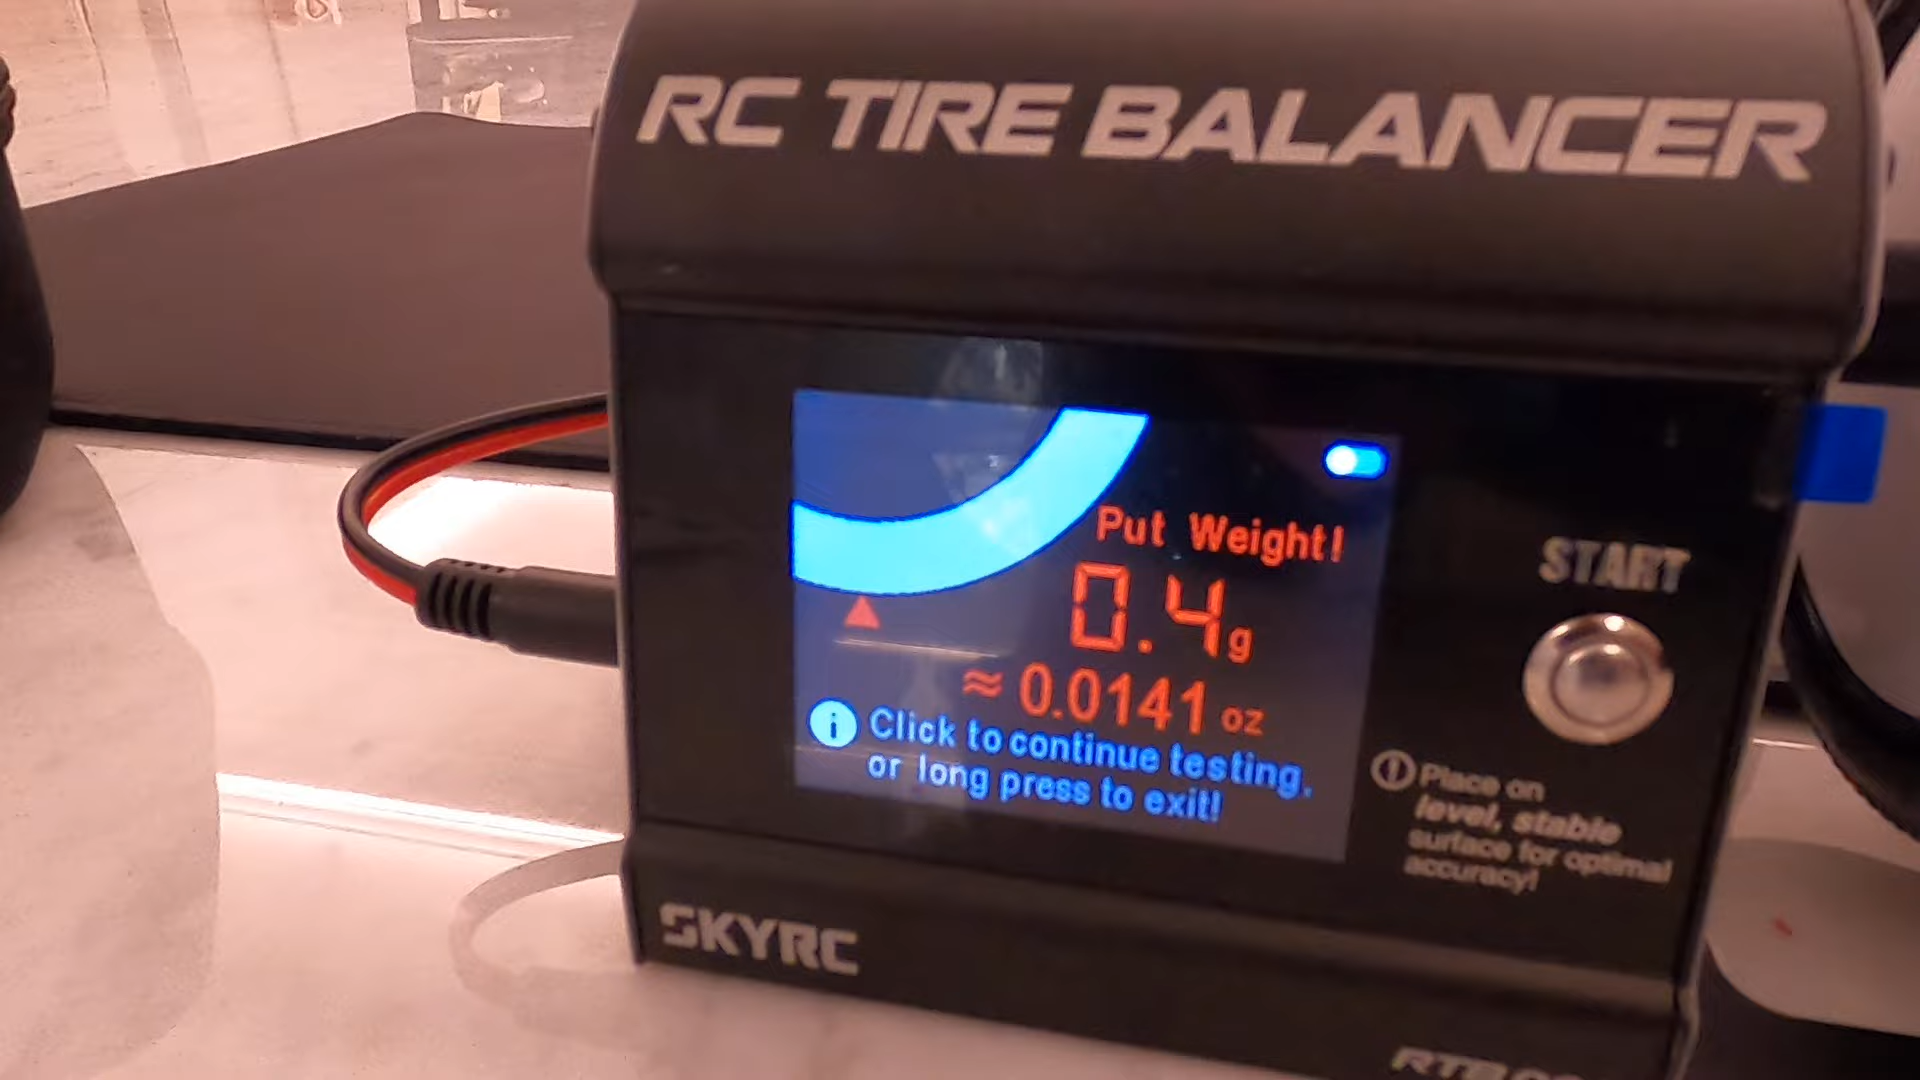 RC TIRE BALANCER
Put Weight!
0.4g
≈ 0.0141 oz
i Click to continue testing.
or long press to exit!
START
Place on
level, stable
surface for optimal
accuracy!
SKYRC